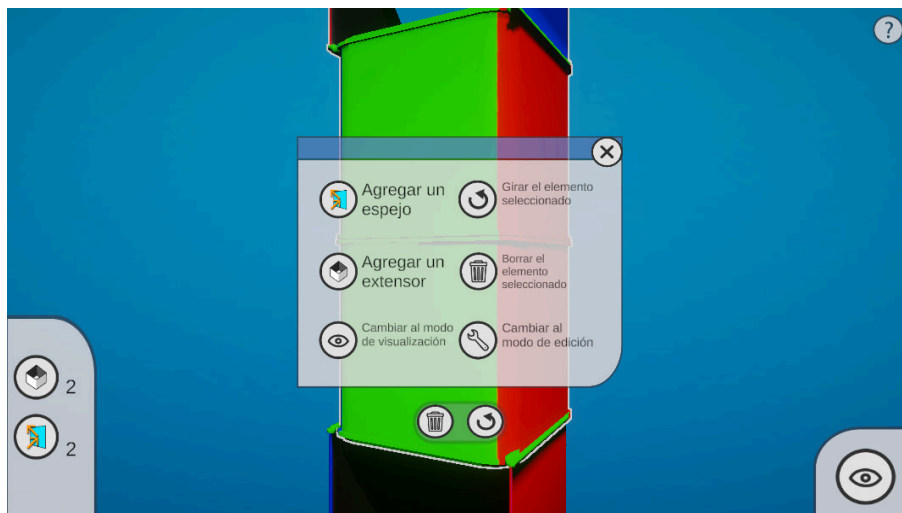 ?
Agregar un
espejo
Girar el elemento
seleccionado
Agregar un
extensor
Borrar el
elemento
seleccionado
Cambiar al modo
de visualización
Cambiar al
modo de edición
2
2